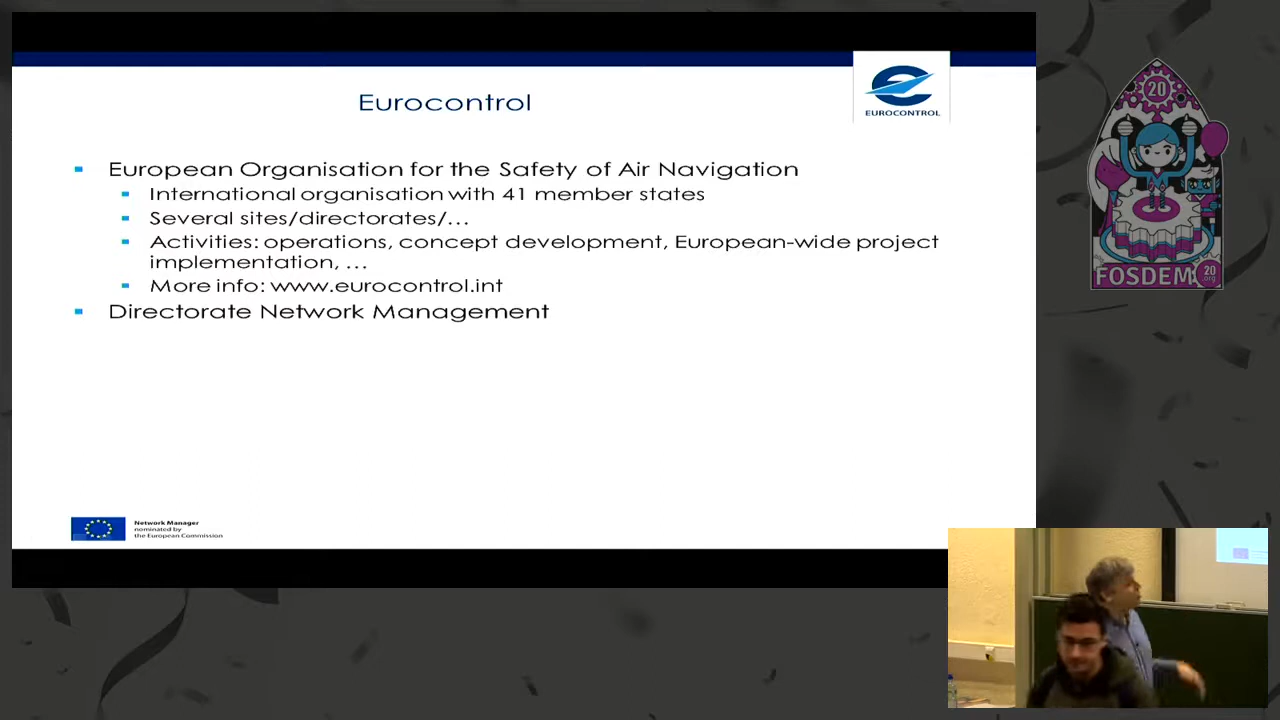 Eurocontrol
EUROCONTROL
European Organisation for the Safety of Air Navigation
International organisation with 41 member states
Several sites/directorates/...
Activities: operations, concept development, European-wide project
implementation, ...
More info: www.eurocontrol.int
Directorate Network Management
Network Manager
nominated by
the European Commission
20
FOSDEM
20
.org